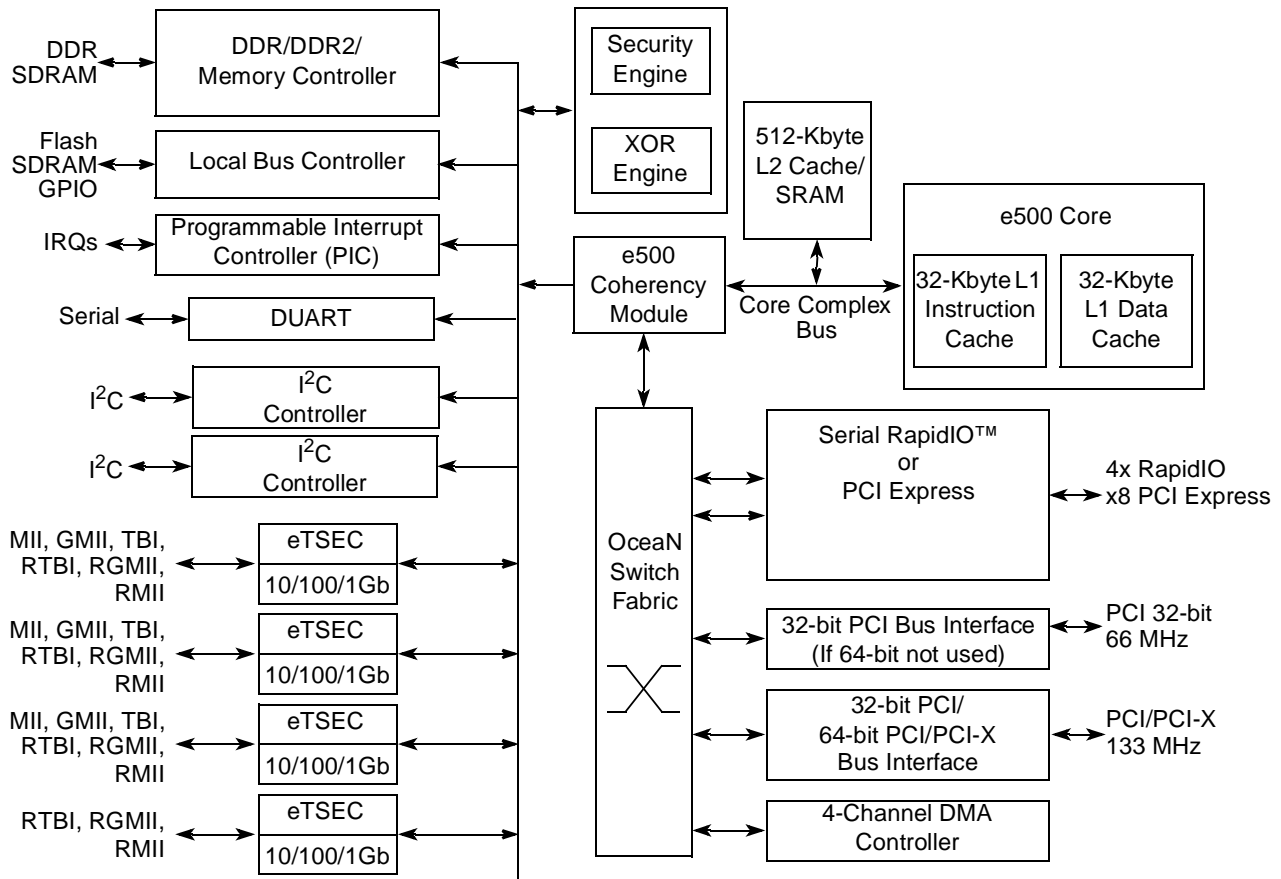 DDR
SDRAM
DDR/DDR2/
Memory Controller
Flash
SDRAM
GPIO
Local Bus Controller
IRQs
Programmable Interrupt
Controller (PIC)
Serial
DUART
I²C
I²C
Controller
I²C
I²C
Controller
MII, GMII, TBI,
RTBI, RGMII,
RMII
eTSEC
10/100/1Gb
MII, GMII, TBI,
RTBI, RGMII,
RMII
eTSEC
10/100/1Gb
MII, GMII, TBI,
RTBI, RGMII,
RMII
eTSEC
10/100/1Gb
RTBI, RGMII,
RMII
eTSEC
10/100/1Gb
Security
Engine
XOR
Engine
512-Kbyte
L2 Cache/
SRAM
e500
Coherency
Module
Core Complex
Bus
e500 Core
32-Kbyte L1
Instruction
Cache
32-Kbyte
L1 Data
Cache
OceaN
Switch
Fabric
Serial RapidIO™
or
PCI Express
4x RapidIO
x8 PCI Express
32-bit PCI Bus Interface
(If 64-bit not used)
PCI 32-bit
66 MHz
32-bit PCI/
64-bit PCI/PCI-X
Bus Interface
PCI/PCI-X
133 MHz
4-Channel DMA
Controller